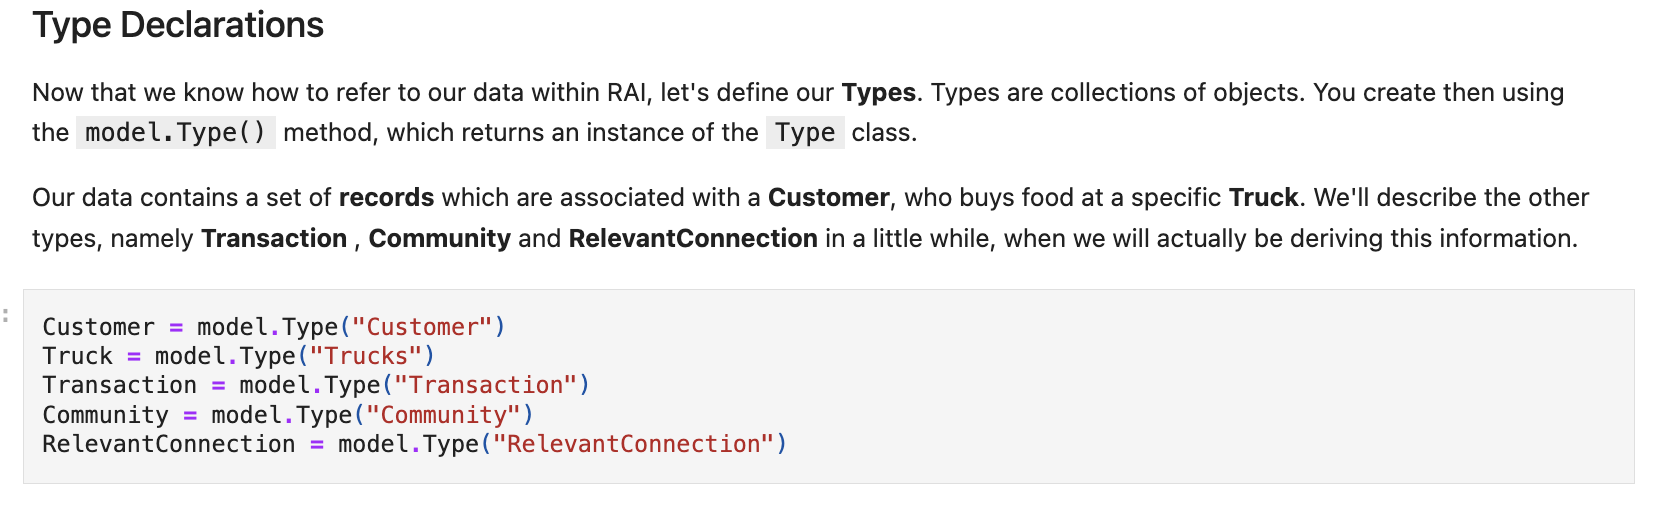 Type Declarations
Now that we know how to refer to our data within RAI, let's define our Types. Types are collections of objects. You create then using
the model.Type() method, which returns an instance of the Type class.
Our data contains a set of records which are associated with a Customer, who buys food at a specific Truck. We'll describe the other
types, namely Transaction , Community and RelevantConnection in a little while, when we will actually be deriving this information.
:
Customer = model.Type("Customer")
Truck = model.Type("Trucks")
Transaction = model.Type("Transaction")
Community = model.Type("Community")
RelevantConnection = model.Type("RelevantConnection")